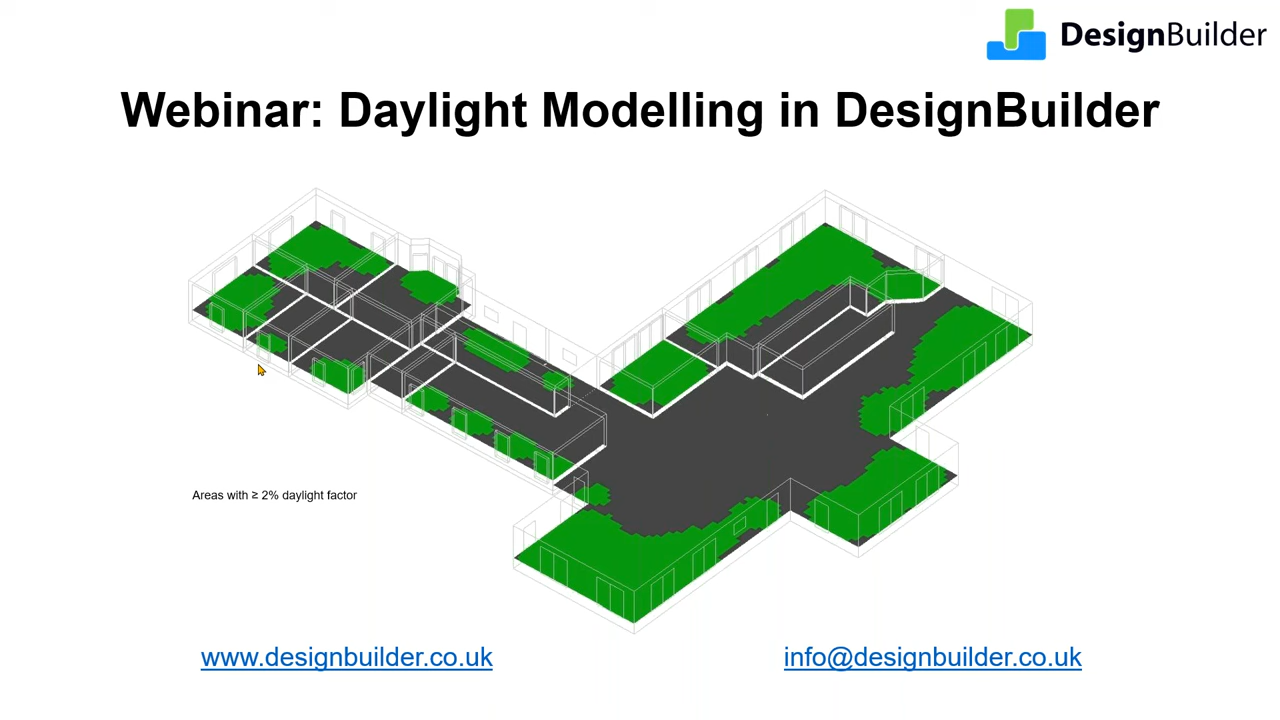 DesignBuilder
Webinar: Daylight Modelling in DesignBuilder
Areas with ≥ 2% daylight factor
www.designbuilder.co.uk
info@designbuilder.co.uk